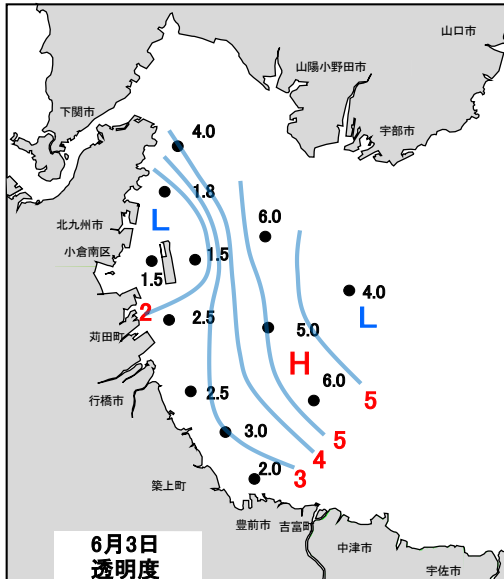 山口市
山陽小野田市
下関市
宇部市
4.0
1.8
北九州市
L
6.0
小倉南区
1.5
1.5
4.0
2
2.5
5.0
L
苅田町
H
2.5
6.0
5
行橋市
3.0
5
4
2.0
3
築上町
豊前市
吉富町
中津市
6月3日
透明度
宇佐市